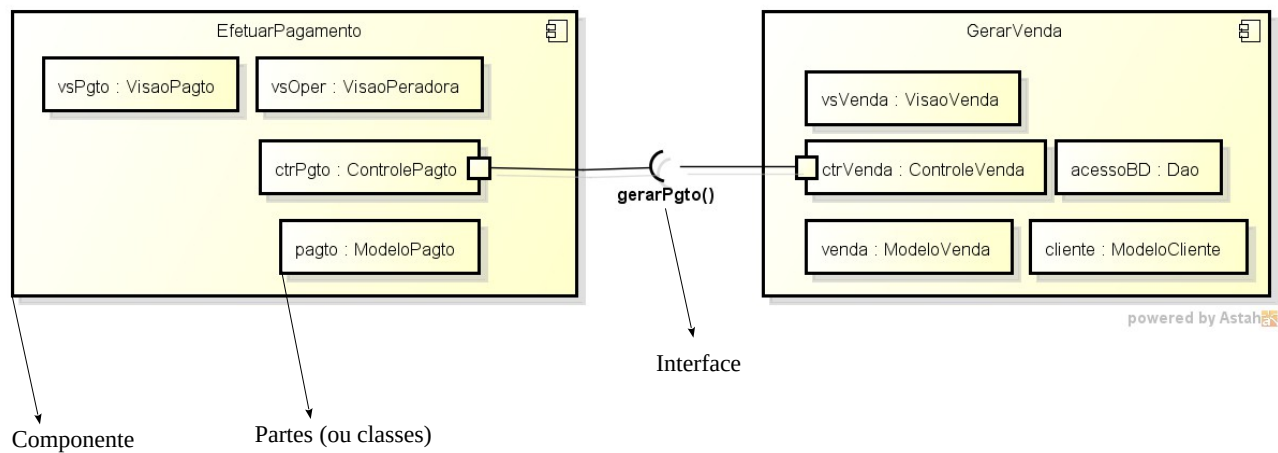 EfetuarPagamento
GerarVenda
vsPgto : VisaoPagto
vsOper : VisaoPeradora
vsVenda : VisaoVenda
ctrPgto : ControlePagto
ctrVenda : ControleVenda
acessoBD : Dao
gerarPgto()
pagto : ModeloPagto
venda : ModeloVenda
cliente : ModeloCliente
powered by Astah
Interface
Componente
Partes (ou classes)